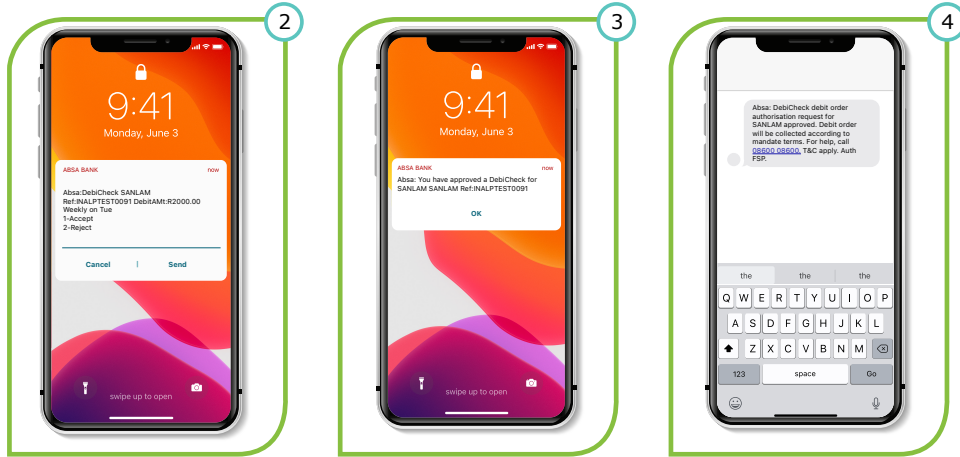 2
9:41
Monday, June 3
ABSA BANK now
Absa:DebiCheck SANLAM
Ref:INALPTEST0091 DebitAMt:R2000.00
Weekly on Tue
1-Accept
2-Reject
Cancel | Send
swipe up to open
3
9:41
Monday, June 3
ABSA BANK now
Absa: You have approved a DebiCheck for
SANLAM SANLAM Ref:INALPTEST0091
OK
swipe up to open
4
Absa: DebiCheck debit order
authorisation request for
SANLAM approved. Debit order
will be collected according to
mandate terms. For help, call
08600 08600, T&C apply. Auth
FSP.
the the the
Q W E R T Y U I O P
A S D F G H J K L
Z X C V B N M
123 space Go